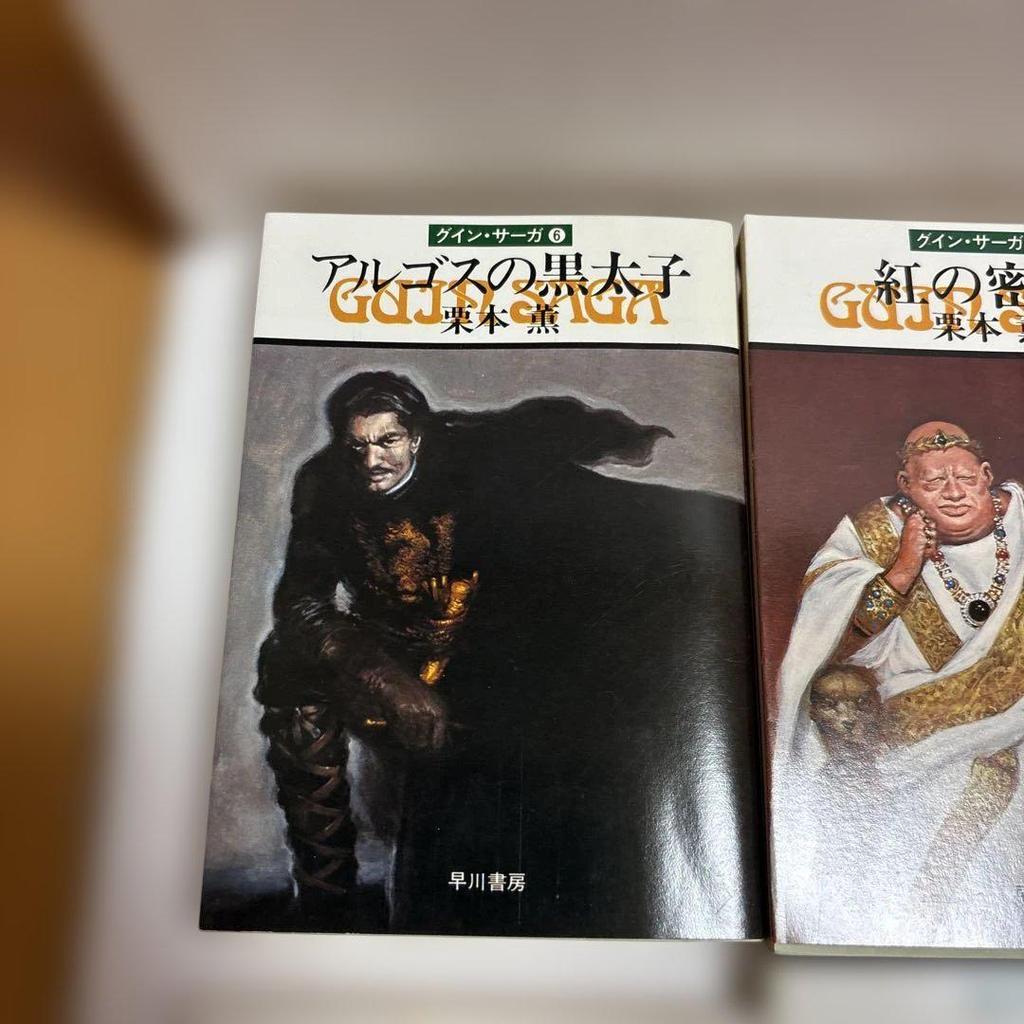 グイン・サーガ 6
アルゴスの黒太子
GUIN SAGA
栗本 薫
早川書房
グイン・サーガ
紅の密
GUIN S
栗本